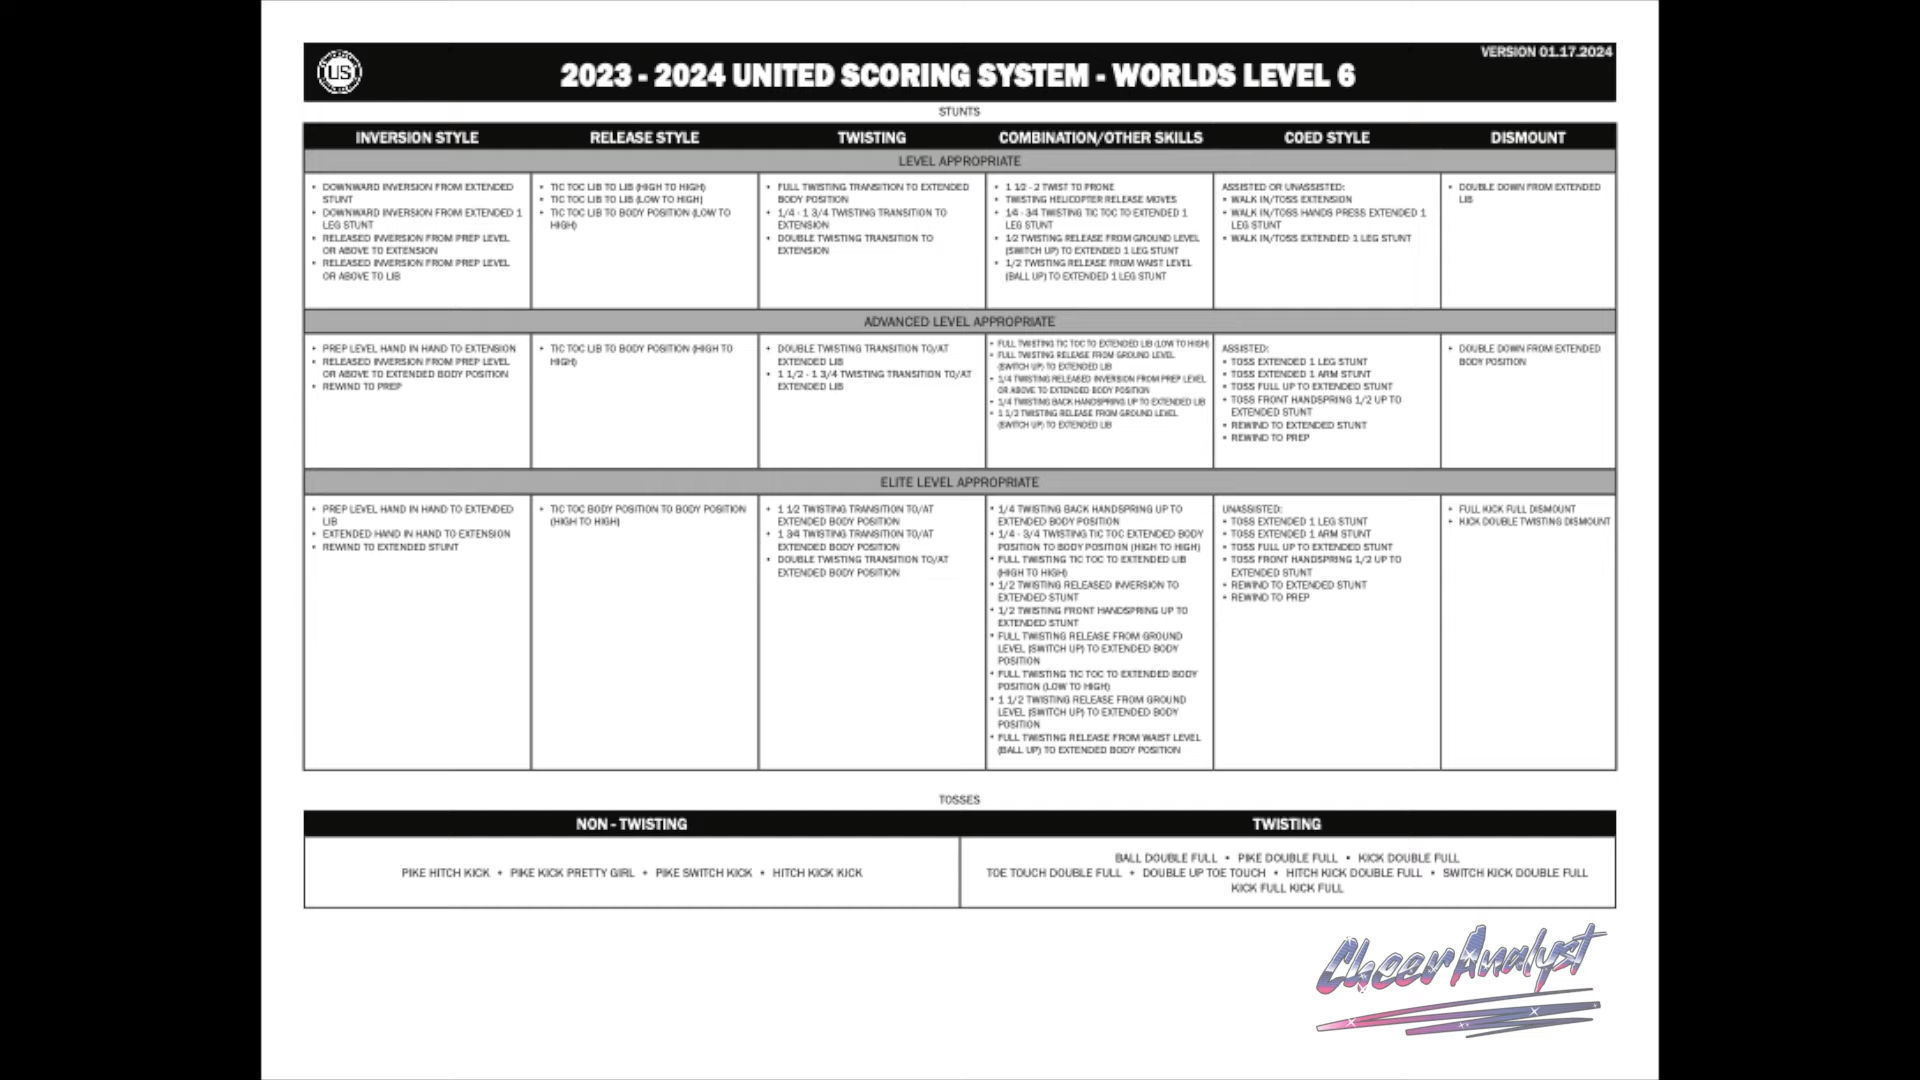 VERSION 01.17.2024
US
2023 - 2024 UNITED SCORING SYSTEM - WORLDS LEVEL 6
STUNTS
INVERSION STYLE
RELEASE STYLE
TWISTING
COMBINATION/OTHER SKILLS
COED STYLE
DISMOUNT
LEVEL APPROPRIATE
• DOWNWARD INVERSION FROM EXTENDED
STUNT
• DOWNWARD INVERSION FROM EXTENDED 1
LEG STUNT
• RELEASED INVERSION FROM PREP LEVEL
OR ABOVE TO EXTENSION
• RELEASED INVERSION FROM PREP LEVEL
OR ABOVE TO LIB
• TIC TOC LIB TO LIB (HIGH TO HIGH)
• TIC TOC LIB TO LIB (LOW TO HIGH)
• TIC TOC LIB TO BODY POSITION (LOW TO
HIGH)
• FULL TWISTING TRANSITION TO EXTENDED
BODY POSITION
• 1/4 - 1 3/4 TWISTING TRANSITION TO
EXTENSION
• DOUBLE TWISTING TRANSITION TO
EXTENSION
• 1 1/2 - 2 TWIST TO PRONE
• TWISTING HELICOPTER RELEASE MOVES
• 1/4 - 3/4 TWISTING TIC TOC TO EXTENDED 1
LEG STUNT
• 1/2 TWISTING RELEASE FROM GROUND LEVEL
(SWITCH UP) TO EXTENDED 1 LEG STUNT
• 1/2 TWISTING RELEASE FROM WAIST LEVEL
(BALL UP) TO EXTENDED 1 LEG STUNT
ASSISTED OR UNASSISTED:
• WALK IN/TOSS EXTENSION
• WALK IN/TOSS HANDS PRESS EXTENDED 1
LEG STUNT
• WALK IN/TOSS EXTENDED 1 LEG STUNT
• DOUBLE DOWN FROM EXTENDED
LIB
ADVANCED LEVEL APPROPRIATE
• PREP LEVEL HAND IN HAND TO EXTENSION
• RELEASED INVERSION FROM PREP LEVEL
OR ABOVE TO EXTENDED BODY POSITION
• REWIND TO PREP
• TIC TOC LIB TO BODY POSITION (HIGH TO
HIGH)
• DOUBLE TWISTING TRANSITION TO/AT
EXTENDED LIB
• 1 1/2 - 1 3/4 TWISTING TRANSITION TO/AT
EXTENDED LIB
• FULL TWISTING TIC TOC TO EXTENDED LIB (LOW TO HIGH)
• FULL TWISTING RELEASE FROM GROUND LEVEL
(SWITCH UP) TO EXTENDED LIB
• 1/4 TWISTING RELEASED INVERSION FROM PREP LEVEL
OR ABOVE TO EXTENDED BODY POSITION
• 1/4 TWISTING BACK HANDSPRING UP TO EXTENDED LIB
• 1 1/2 TWISTING RELEASE FROM GROUND LEVEL
(SWITCH UP) TO EXTENDED LIB
ASSISTED:
• TOSS EXTENDED 1 LEG STUNT
• TOSS EXTENDED 1 ARM STUNT
• TOSS FULL UP TO EXTENDED STUNT
• TOSS FRONT HANDSPRING 1/2 UP TO
EXTENDED STUNT
• REWIND TO EXTENDED STUNT
• REWIND TO PREP
• DOUBLE DOWN FROM EXTENDED
BODY POSITION
ELITE LEVEL APPROPRIATE
• PREP LEVEL HAND IN HAND TO EXTENDED
LIB
• EXTENDED HAND IN HAND TO EXTENSION
• REWIND TO EXTENDED STUNT
• TIC TOC BODY POSITION TO BODY POSITION
(HIGH TO HIGH)
• 1 1/2 TWISTING TRANSITION TO/AT
EXTENDED BODY POSITION
• 1 3/4 TWISTING TRANSITION TO/AT
EXTENDED BODY POSITION
• DOUBLE TWISTING TRANSITION TO/AT
EXTENDED BODY POSITION
• 1/4 TWISTING BACK HANDSPRING UP TO
EXTENDED BODY POSITION
• 1/4 - 3/4 TWISTING TIC TOC EXTENDED BODY
POSITION TO BODY POSITION (HIGH TO HIGH)
• FULL TWISTING TIC TOC TO EXTENDED LIB
(HIGH TO HIGH)
• 1/2 TWISTING RELEASED INVERSION TO
EXTENDED STUNT
• 1/2 TWISTING FRONT HANDSPRING UP TO
EXTENDED STUNT
• FULL TWISTING RELEASE FROM GROUND
LEVEL (SWITCH UP) TO EXTENDED BODY
POSITION
• FULL TWISTING TIC TOC TO EXTENDED BODY
POSITION (LOW TO HIGH)
• 1 1/2 TWISTING RELEASE FROM GROUND
LEVEL (SWITCH UP) TO EXTENDED BODY
POSITION
• FULL TWISTING RELEASE FROM WAIST LEVEL
(BALL UP) TO EXTENDED BODY POSITION
UNASSISTED:
• TOSS EXTENDED 1 LEG STUNT
• TOSS EXTENDED 1 ARM STUNT
• TOSS FULL UP TO EXTENDED STUNT
• TOSS FRONT HANDSPRING 1/2 UP TO
EXTENDED STUNT
• REWIND TO EXTENDED STUNT
• REWIND TO PREP
• FULL KICK FULL DISMOUNT
• KICK DOUBLE TWISTING DISMOUNT
TOSSES
NON - TWISTING
TWISTING
PIKE HITCH KICK • PIKE KICK PRETTY GIRL • PIKE SWITCH KICK • HITCH KICK KICK
BALL DOUBLE FULL • PIKE DOUBLE FULL • KICK DOUBLE FULL
TOE TOUCH DOUBLE FULL • DOUBLE UP TOE TOUCH • HITCH KICK DOUBLE FULL • SWITCH KICK DOUBLE FULL
KICK FULL KICK FULL
CheerAnalyst